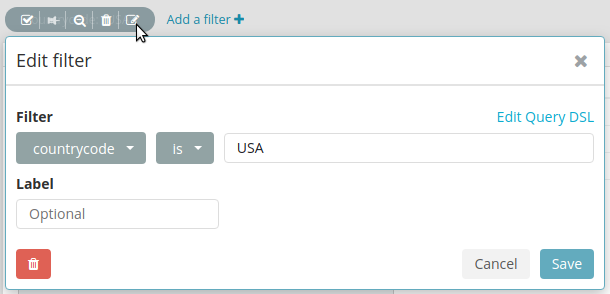 Add a filter
Edit filter
Filter
Edit Query DSL
countrycode is USA
Label
Optional
Cancel Save